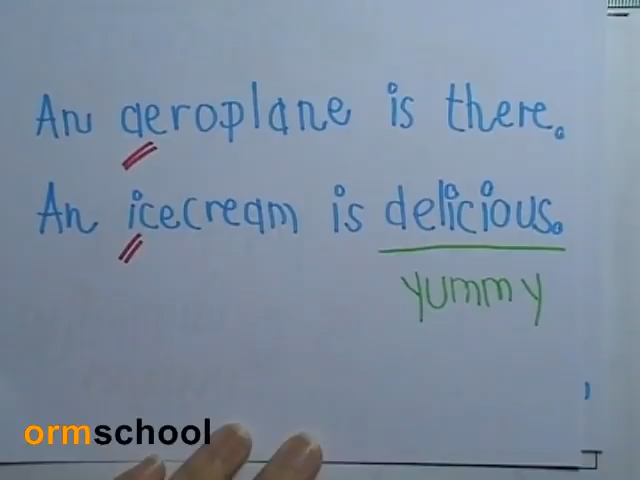 An aeroplane is there.
An icecream is delicious.
yummy
ormschool